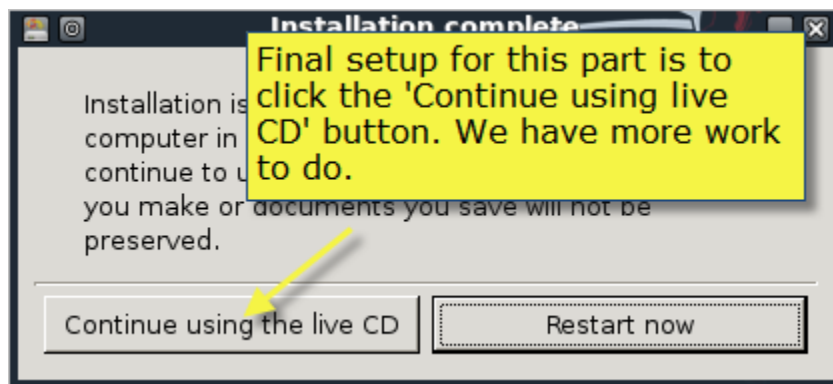 Installation complete
Final setup for this part is to
click the 'Continue using live
CD' button. We have more work
to do.
Installation is
computer in
continue to
you make or documents you save will not be
preserved.
Continue using the live CD
Restart now